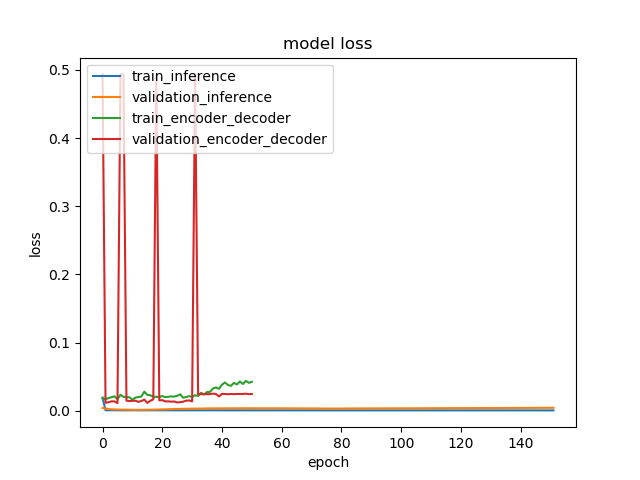 model loss
train_inference
validation_inference
train_encoder_decoder
validation_encoder_decoder
loss
0.5
0.4
0.3
0.2
0.1
0.0
0 20 40 60 80 100 120 140
epoch